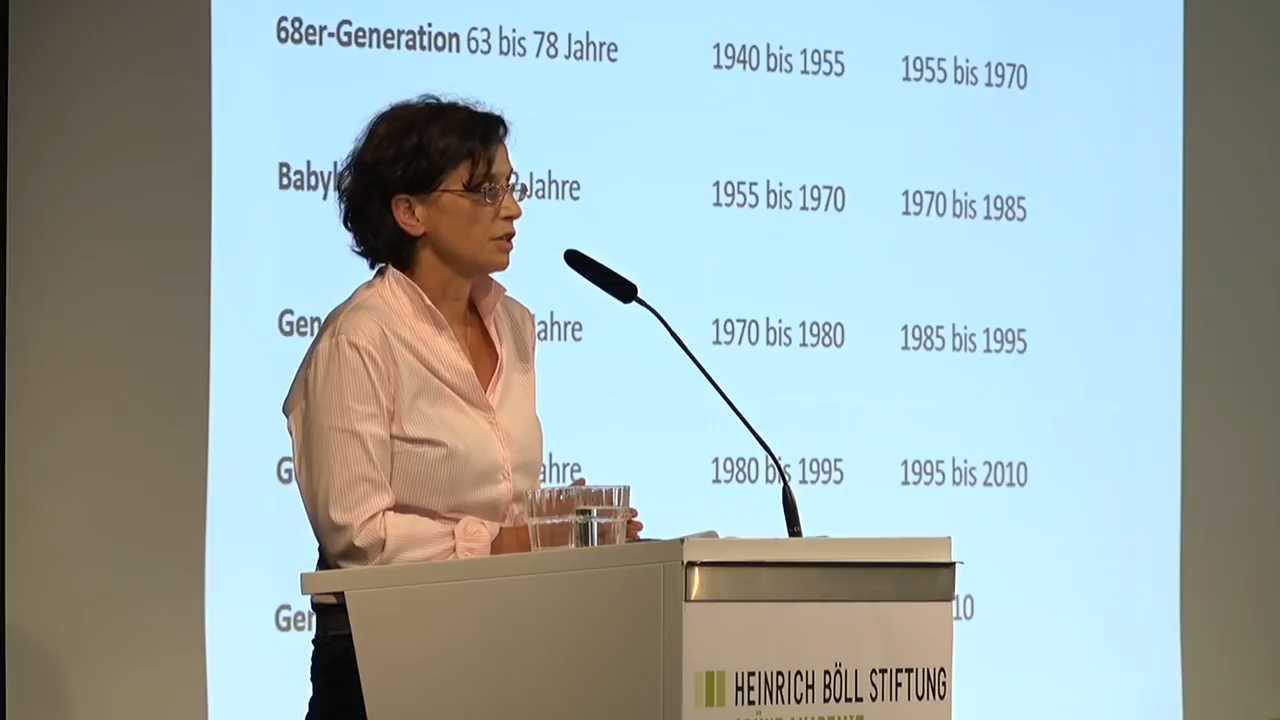 68er-Generation 63 bis 78 Jahre 1940 bis 1955 1955 bis 1970
Jahre 1955 bis 1970 1970 bis 1985
1970 bis 1980 1985 bis 1995
1980 bis 1995 1995 bis 2010
HEINRICH BÖLL STIFTUNG